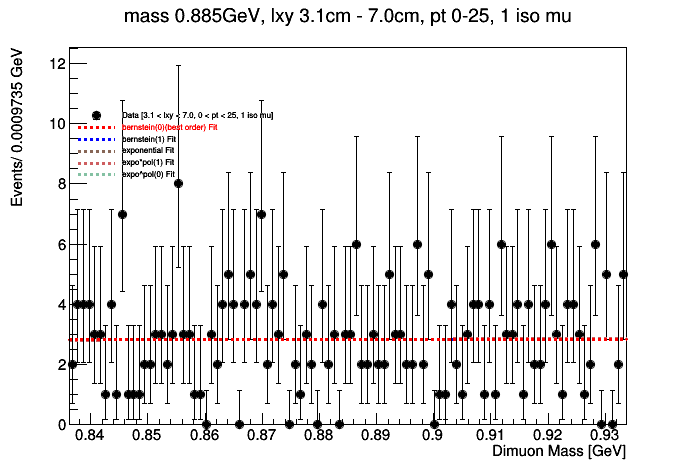 mass 0.885GeV, lxy 3.1cm - 7.0cm, pt 0-25, 1 iso mu
Events/ 0.0009735 GeV
12
10
8
6
4
2
0
Data [3.1 < lxy < 7.0, 0 < pt < 25, 1 iso mu]
bernstein(0)(best order) Fit
bernstein(1) Fit
exponential Fit
expo*pol(1) Fit
expo^pol(0) Fit
0.84 0.85 0.86 0.87 0.88 0.89 0.9 0.91 0.92 0.93
Dimuon Mass [GeV]